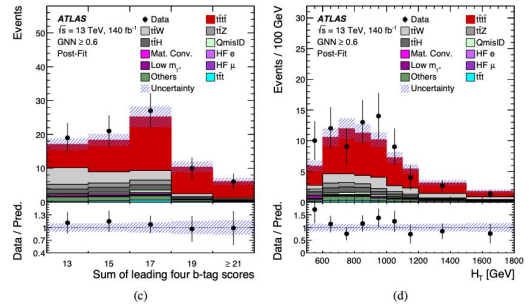 Events
ATLAS
√s = 13 TeV, 140 fb⁻¹
GNN ≥ 0.6
Post-Fit
Data
tt̄tt̄
tt̄W
tt̄Z
tt̄H
QmisID
Mat. Conv.
HF e
Low m_γ*
HF μ
Others
tt̄t
Uncertainty
60
50
40
30
20
10
0
Data / Pred.
1.3
1
0.7
0.4
13
15
17
19
≥ 21
Sum of leading four b-tag scores
(c)
Events / 100 GeV
ATLAS
√s = 13 TeV, 140 fb⁻¹
GNN ≥ 0.6
Post-Fit
Data
tt̄tt̄
tt̄W
tt̄Z
tt̄H
QmisID
Mat. Conv.
HF e
Low m_γ*
HF μ
Others
tt̄t
Uncertainty
30
25
20
15
10
5
0
Data / Pred.
1.5
1
0.5
0
600
800
1000
1200
1400
1600
1800
H_T [GeV]
(d)